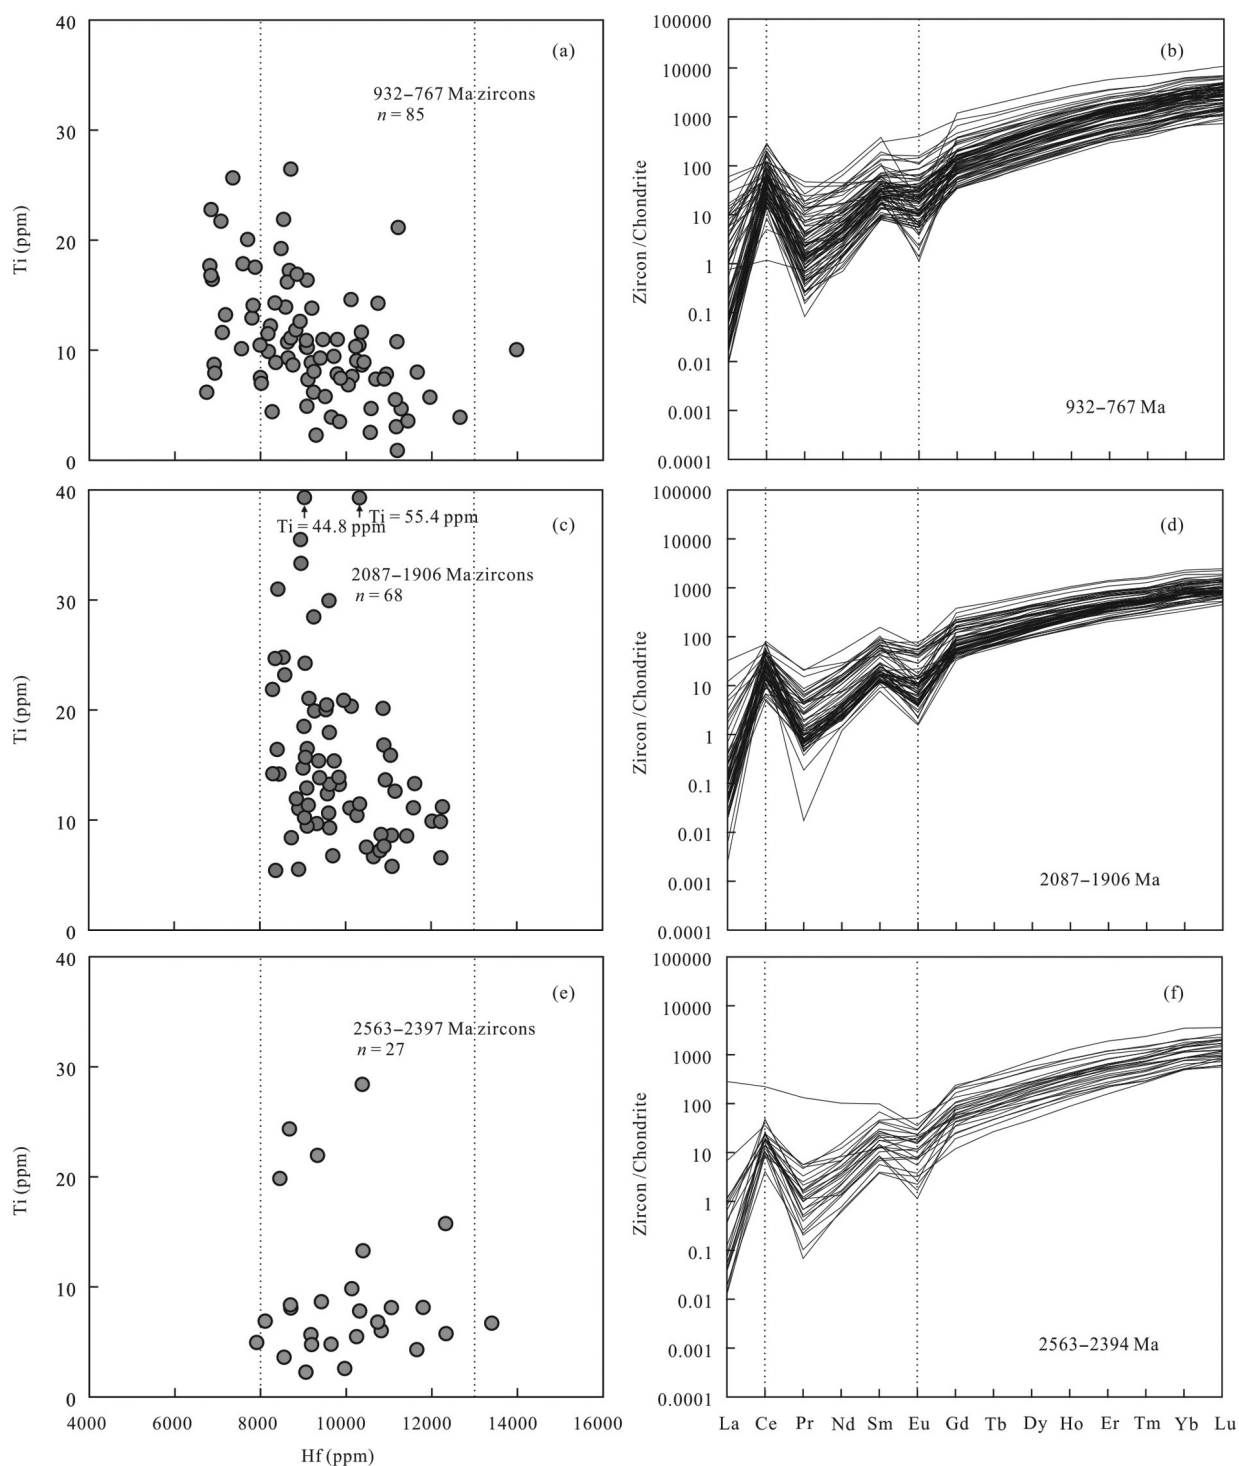 40
30
20
10
0
Ti (ppm)
(a)
932–767 Ma zircons
n = 85
100000
10000
1000
100
10
1
0.1
0.01
0.001
0.0001
Zircon/Chondrite
(b)
932–767 Ma
40
30
20
10
0
Ti (ppm)
(c)
Ti = 44.8 ppm
Ti = 55.4 ppm
2087–1906 Ma zircons
n = 68
100000
10000
1000
100
10
1
0.1
0.01
0.001
0.0001
Zircon/Chondrite
(d)
2087–1906 Ma
40
30
20
10
0
Ti (ppm)
(e)
2563–2397 Ma zircons
n = 27
4000 6000 8000 10000 12000 14000 16000
Hf (ppm)
100000
10000
1000
100
10
1
0.1
0.01
0.001
0.0001
Zircon/Chondrite
(f)
2563–2394 Ma
La Ce Pr Nd Sm Eu Gd Tb Dy Ho Er Tm Yb Lu